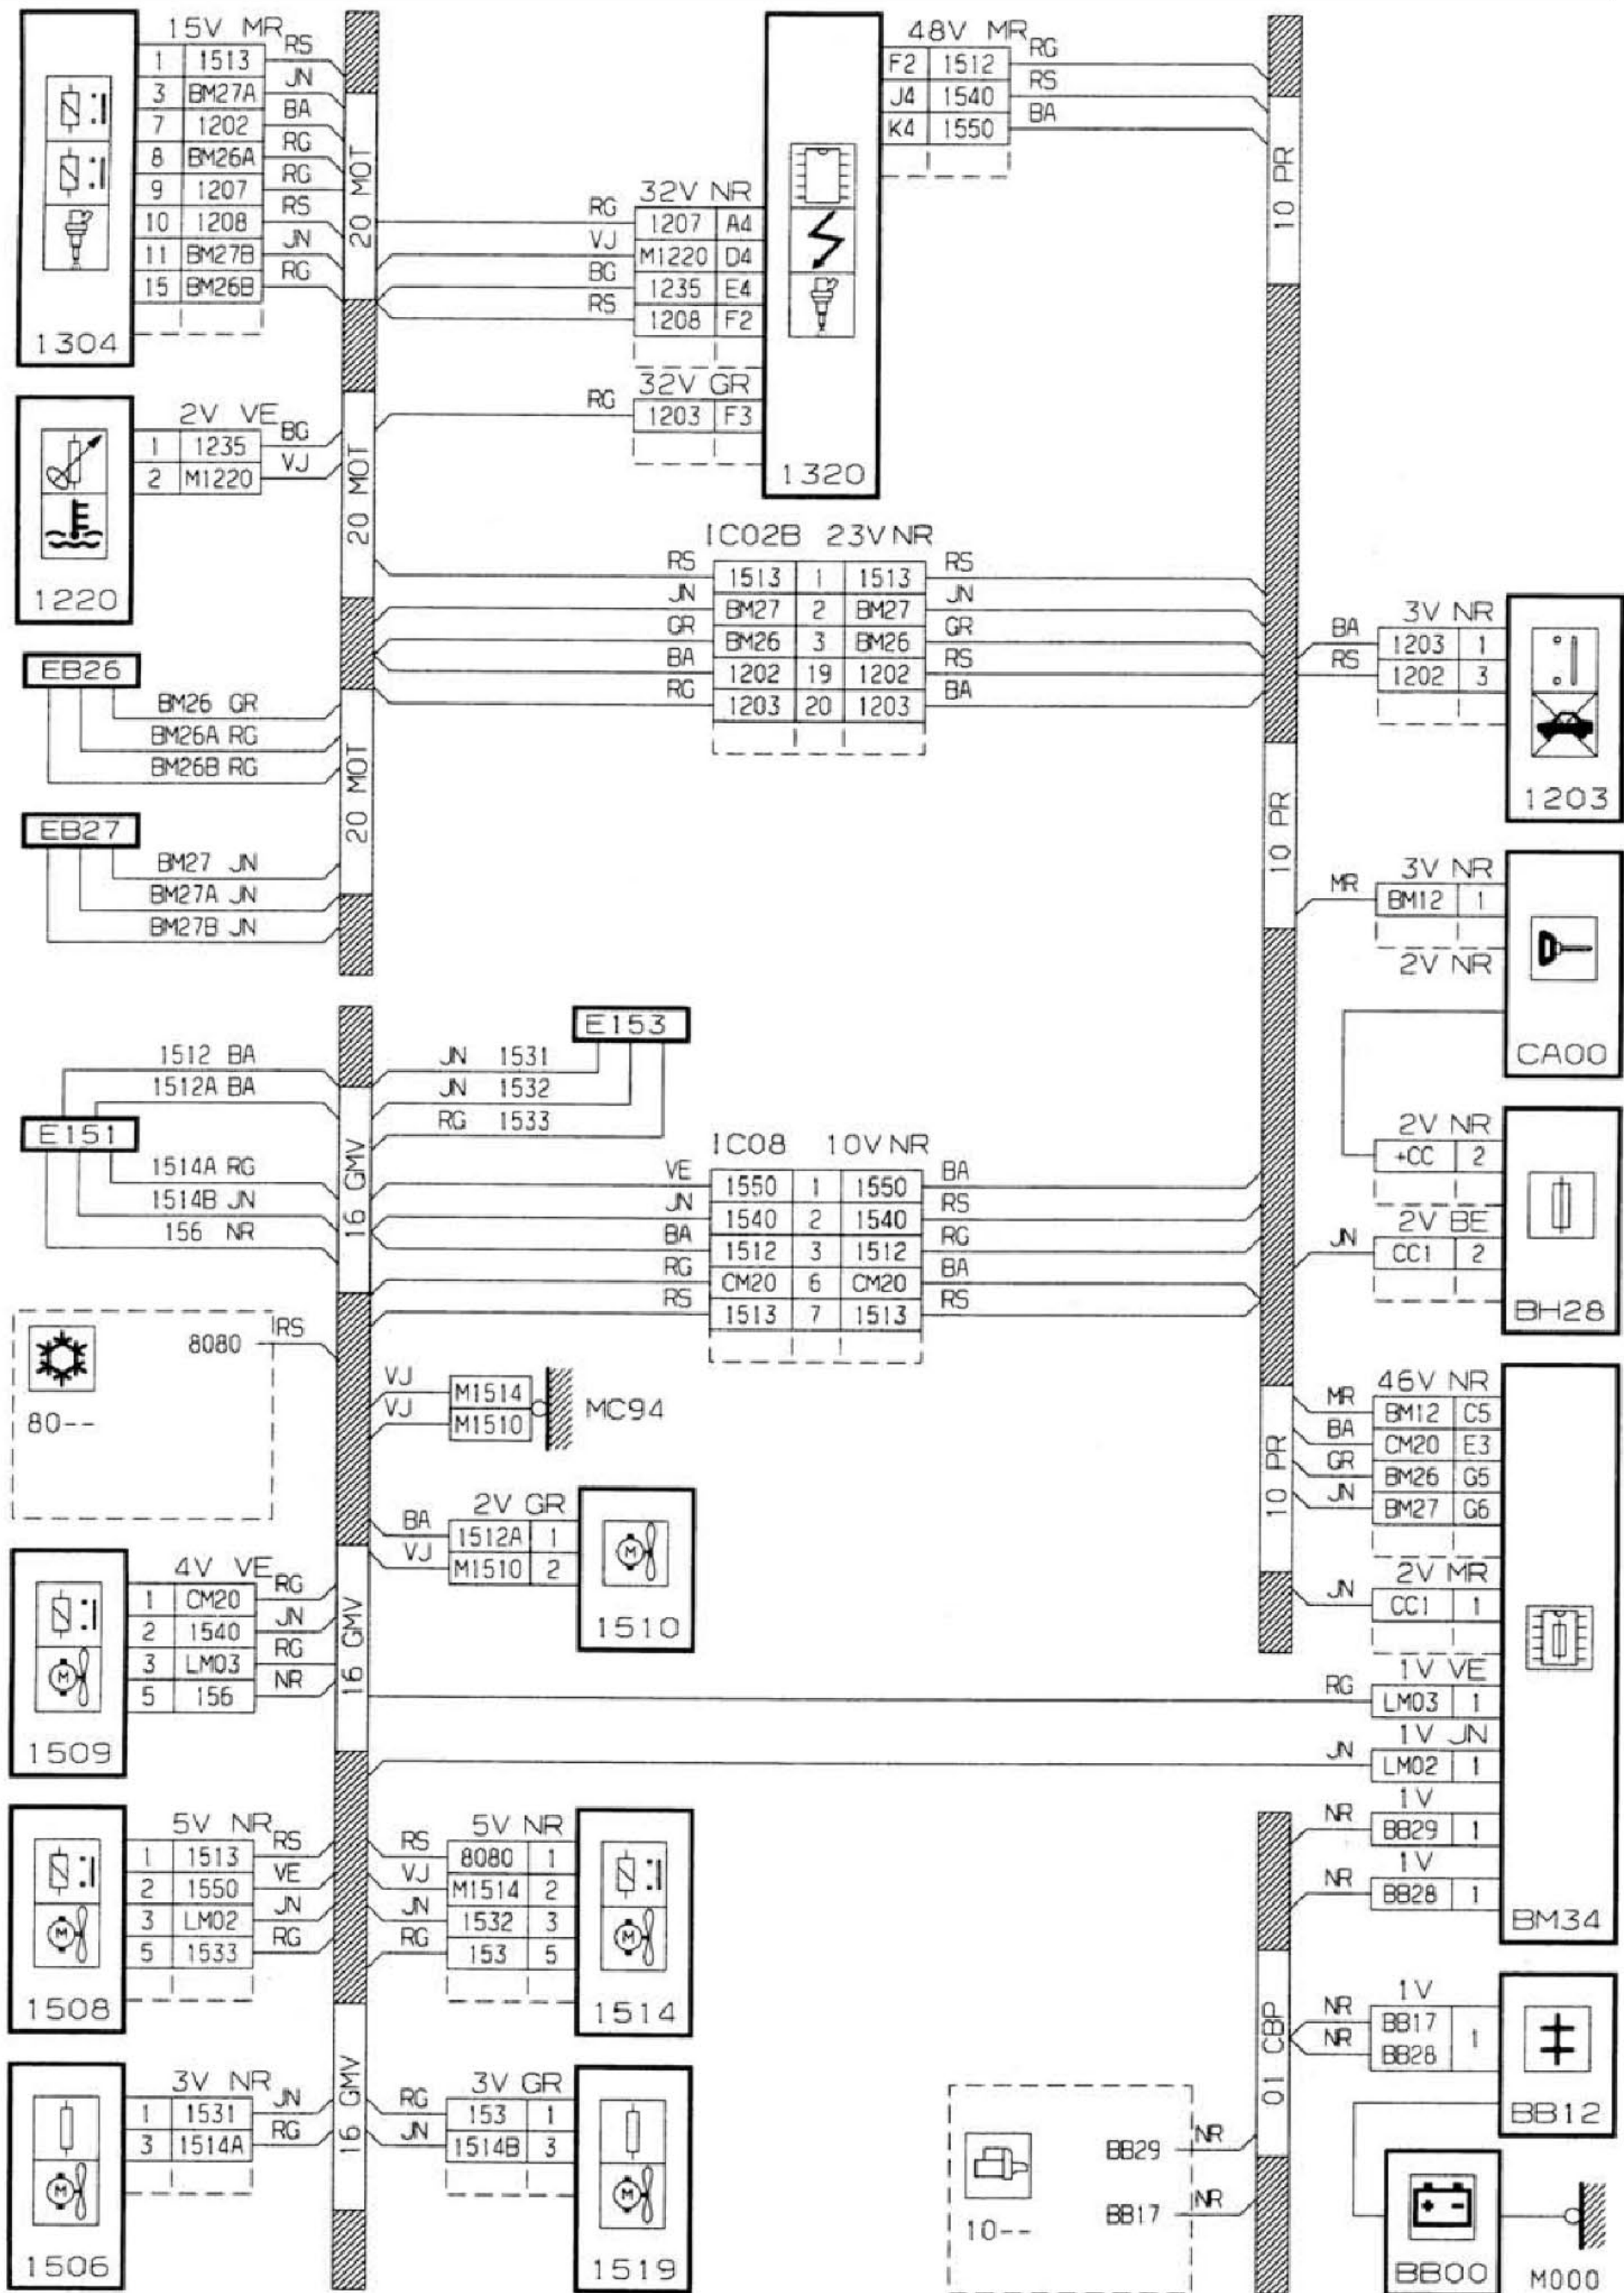 15V MR
1 1513 RS
3 BM27A JN
7 1202 BA
8 BM26A RG
9 1207 RG
10 1208 RS
11 BM27B JN
15 BM26B RG
1304
20 MOT
48V MR
F2 1512 RG
J4 1540 RS
K4 1550 BA
10 PR
32V NR
RG 1207 A4
VJ M1220 D4
BG 1235 E4
RS 1208 F2
32V GR
RG 1203 F3
1320
2V VE
1 1235 BG
2 M1220 VJ
1220
20 MOT
IC02B 23V NR
RS 1513 1 1513 RS
JN BM27 2 BM27 JN
GR BM26 3 BM26 GR
BA 1202 19 1202 RS
RG 1203 20 1203 BA
3V NR
BA 1203 1
RS 1202 3
1203
EB26
BM26 GR
BM26A RG
BM26B RG
20 MOT
EB27
BM27 JN
BM27A JN
BM27B JN
10 PR
3V NR
MR BM12 1
2V NR
CA00
E153
JN 1531
JN 1532
RG 1533
1512 BA
1512A BA
E151
1514A RG
1514B JN
156 NR
16 GMV
IC08 10V NR
VE 1550 1 1550 BA
JN 1540 2 1540 RS
BA 1512 3 1512 RG
RG CM20 6 CM20 BA
RS 1513 7 1513 RS
2V NR
+CC 2
2V BE
JN CC1 2
BH28
8080 RS
80--
VJ M1514
VJ M1510
MC94
2V GR
BA 1512A 1
VJ M1510 2
1510
10 PR
46V NR
MR BM12 C5
BA CM20 E3
GR BM26 G5
JN BM27 G6
2V MR
JN CC1 1
1V VE
RG LM03 1
1V JN
JN LM02 1
1V
NR BB29 1
1V
NR BB28 1
BM34
4V VE
1 CM20 RG
2 1540 JN
3 LM03 RG
5 156 NR
1509
16 GMV
5V NR
1 1513 RS
2 1550 VE
3 LM02 JN
5 1533 RG
1508
5V NR
RS 8080 1
VJ M1514 2
JN 1532 3
RG 153 5
1514
01 CBP
1V
NR BB17 1
NR BB28
BB12
3V NR
1 1531 JN
3 1514A RG
1506
16 GMV
3V GR
RG 153 1
JN 1514B 3
1519
BB29 NR
BB17 NR
10--
BB00
M000